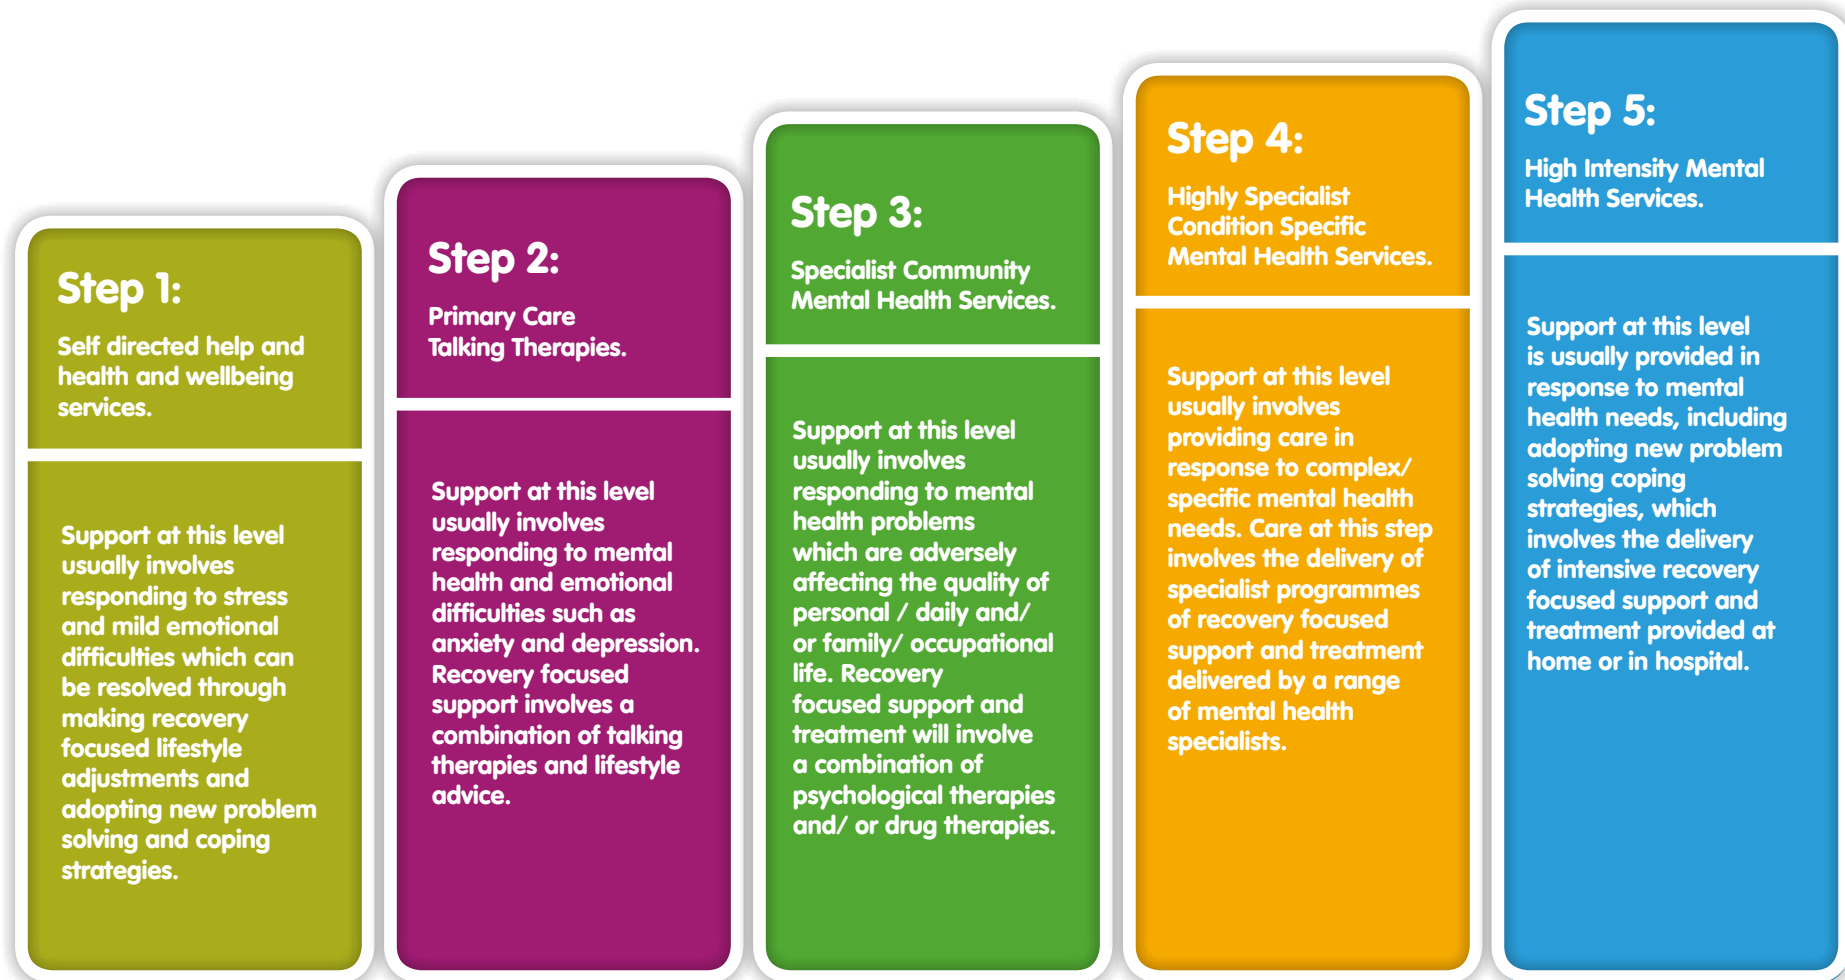 Step 1:
Self directed help and
health and wellbeing
services.
Support at this level
usually involves
responding to stress
and mild emotional
difficulties which can
be resolved through
making recovery
focused lifestyle
adjustments and
adopting new problem
solving and coping
strategies.
Step 2:
Primary Care
Talking Therapies.
Support at this level
usually involves
responding to mental
health and emotional
difficulties such as
anxiety and depression.
Recovery focused
support involves a
combination of talking
therapies and lifestyle
advice.
Step 3:
Specialist Community
Mental Health Services.
Support at this level
usually involves
responding to mental
health problems
which are adversely
affecting the quality of
personal / daily and/
or family/ occupational
life. Recovery
focused support and
treatment will involve
a combination of
psychological therapies
and/ or drug therapies.
Step 4:
Highly Specialist
Condition Specific
Mental Health Services.
Support at this level
usually involves
providing care in
response to complex/
specific mental health
needs. Care at this step
involves the delivery of
specialist programmes
of recovery focused
support and treatment
delivered by a range
of mental health
specialists.
Step 5:
High Intensity Mental
Health Services.
Support at this level
is usually provided in
response to mental
health needs, including
adopting new problem
solving coping
strategies, which
involves the delivery
of intensive recovery
focused support and
treatment provided at
home or in hospital.